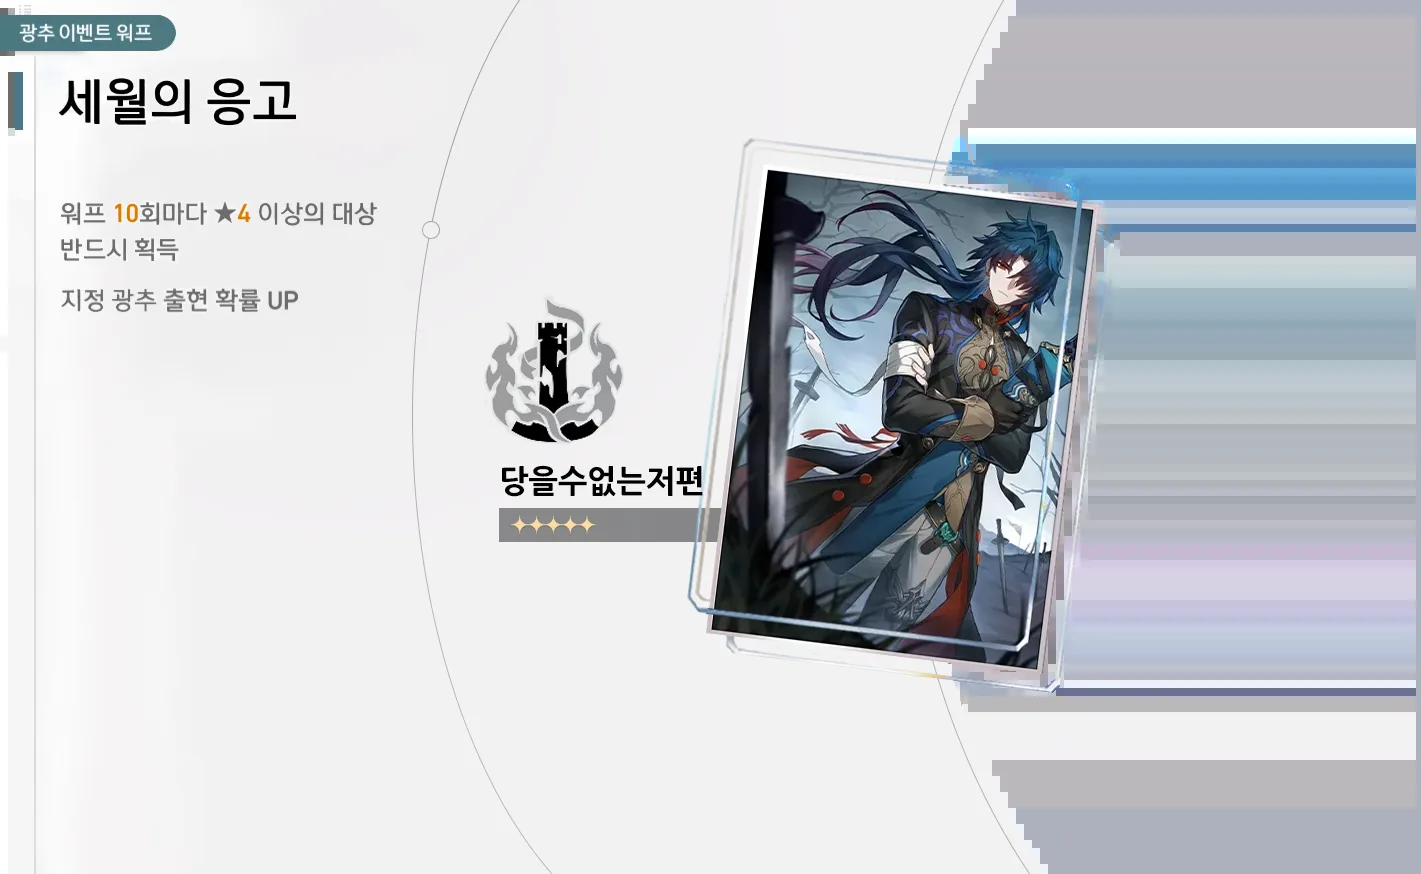 광추 이벤트 워프
세월의 응고
워프 10회마다 ★4 이상의 대상
반드시 획득
지정 광추 출현 확률 UP
당을수없는저편